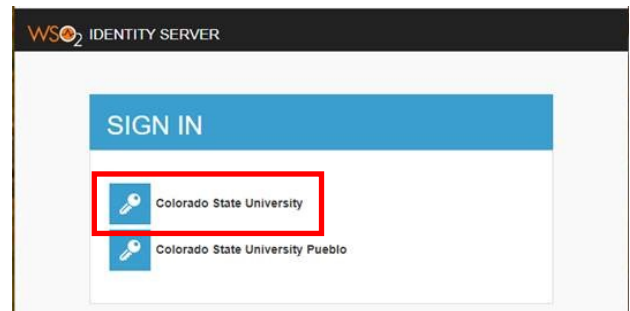 WSO2 IDENTITY SERVER
SIGN IN
Colorado State University
Colorado State University Pueblo